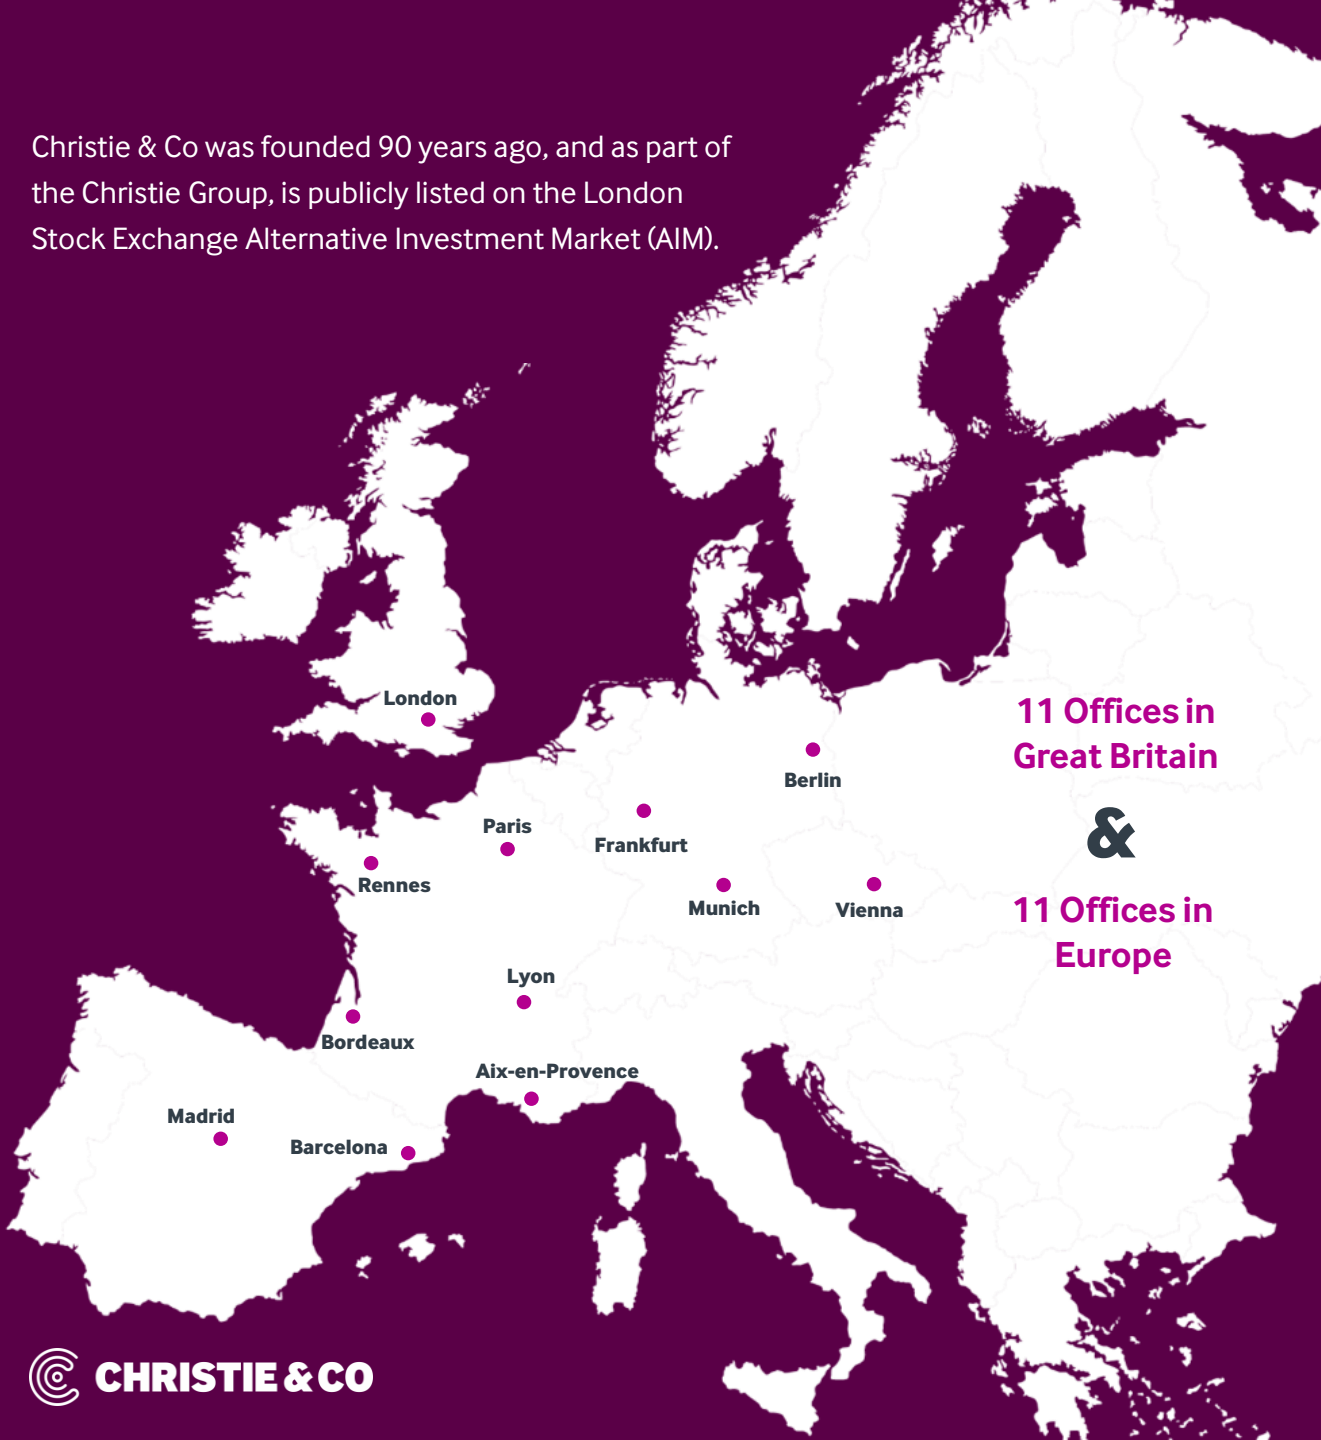 Christie & Co was founded 90 years ago, and as part of
the Christie Group, is publicly listed on the London
Stock Exchange Alternative Investment Market (AIM).
London
11 Offices in
Great Britain
&
11 Offices in
Europe
Berlin
Paris
Frankfurt
Rennes
Munich
Vienna
Lyon
Bordeaux
Aix-en-Provence
Madrid
Barcelona
CHRISTIE & CO